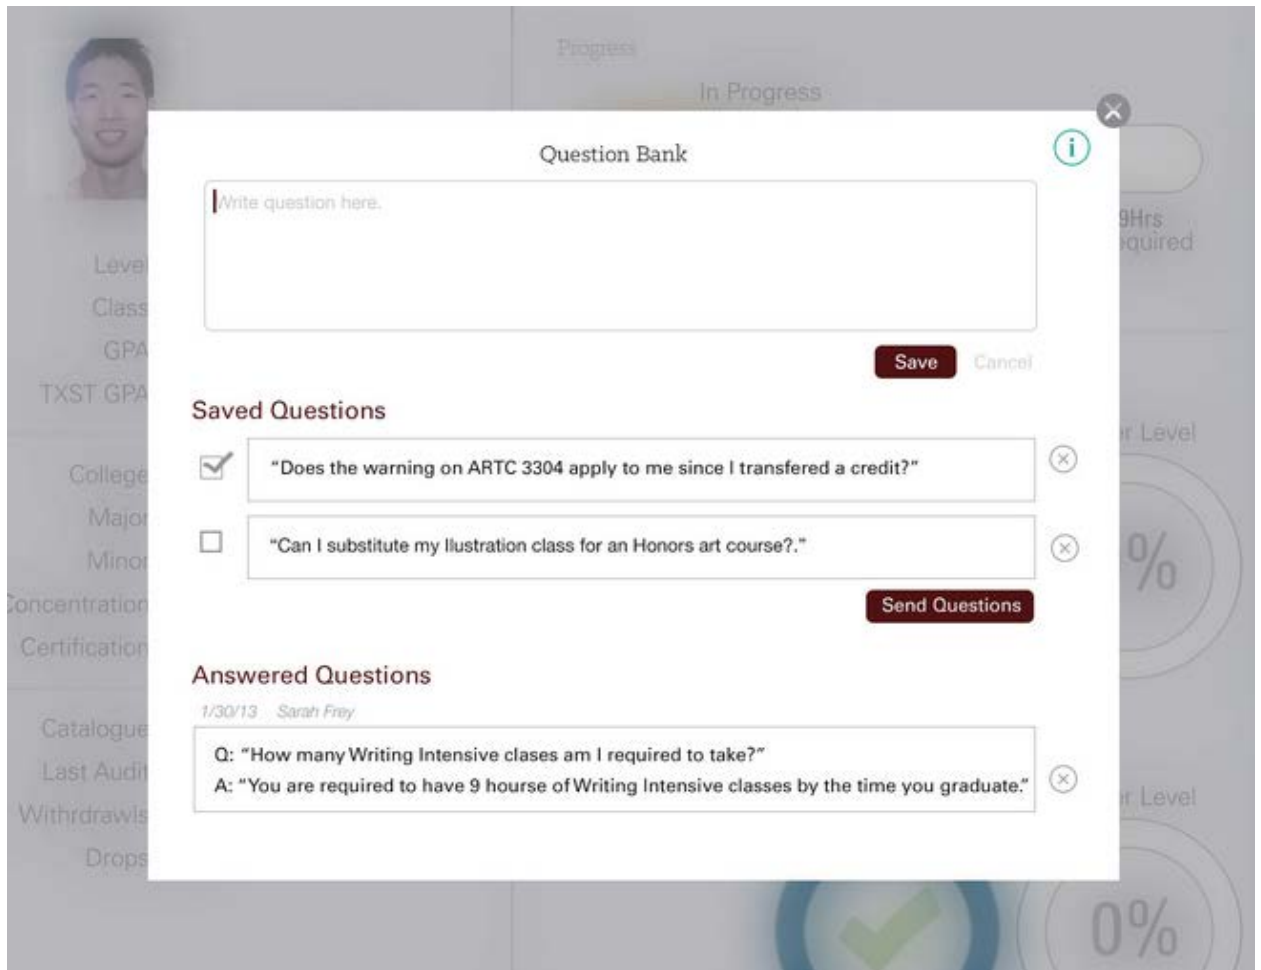 Progress
In Progress
Question Bank
i
Write question here.
9Hrs
equired
Level
Class
GPA
TXST GPA
Save Cancel
Saved Questions
"Does the warning on ARTC 3304 apply to me since I transfered a credit?"
"Can I substitute my Ilustration class for an Honors art course?."
Send Questions
College
Major
Minor
Concentration
Certification
r Level
%
Answered Questions
1/30/13 Sarah Frey
Q: "How many Writing Intensive clases am I required to take?"
A: "You are required to have 9 hourse of Writing Intensive classes by the time you graduate."
Catalogue
Last Audit
Withrdrawls
Drops
r Level
0%